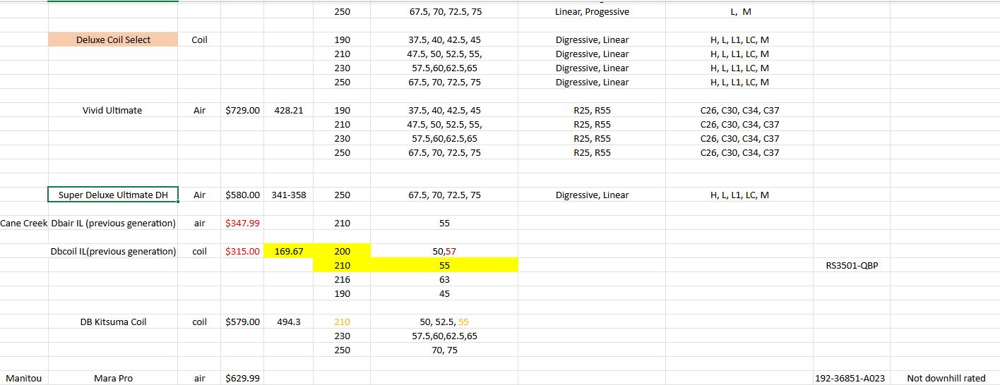 250 67.5, 70, 72.5, 75 Linear, Progessive L, M
Deluxe Coil Select Coil 190 37.5, 40, 42.5, 45 Digressive, Linear H, L, L1, LC, M
210 47.5, 50, 52.5, 55, Digressive, Linear H, L, L1, LC, M
230 57.5,60,62.5,65 Digressive, Linear H, L, L1, LC, M
250 67.5, 70, 72.5, 75 Digressive, Linear H, L, L1, LC, M
Vivid Ultimate Air $729.00 428.21 190 37.5, 40, 42.5, 45 R25, R55 C26, C30, C34, C37
210 47.5, 50, 52.5, 55, R25, R55 C26, C30, C34, C37
230 57.5,60,62.5,65 R25, R55 C26, C30, C34, C37
250 67.5, 70, 72.5, 75 R25, R55 C26, C30, C34, C37
Super Deluxe Ultimate DH Air $580.00 341-358 250 67.5, 70, 72.5, 75 Digressive, Linear H, L, L1, LC, M
Cane Creek Dbair IL (previous generation) air $347.99 210 55
Dbcoil IL(previous generation) coil $315.00 169.67 200 50,57
210 55 RS3501-QBP
216 63
190 45
DB Kitsuma Coil coil $579.00 494.3 210 50, 52.5, 55
230 57.5,60,62.5,65
250 70, 75
Manitou Mara Pro air $629.99 192-36851-A023 Not downhill rated